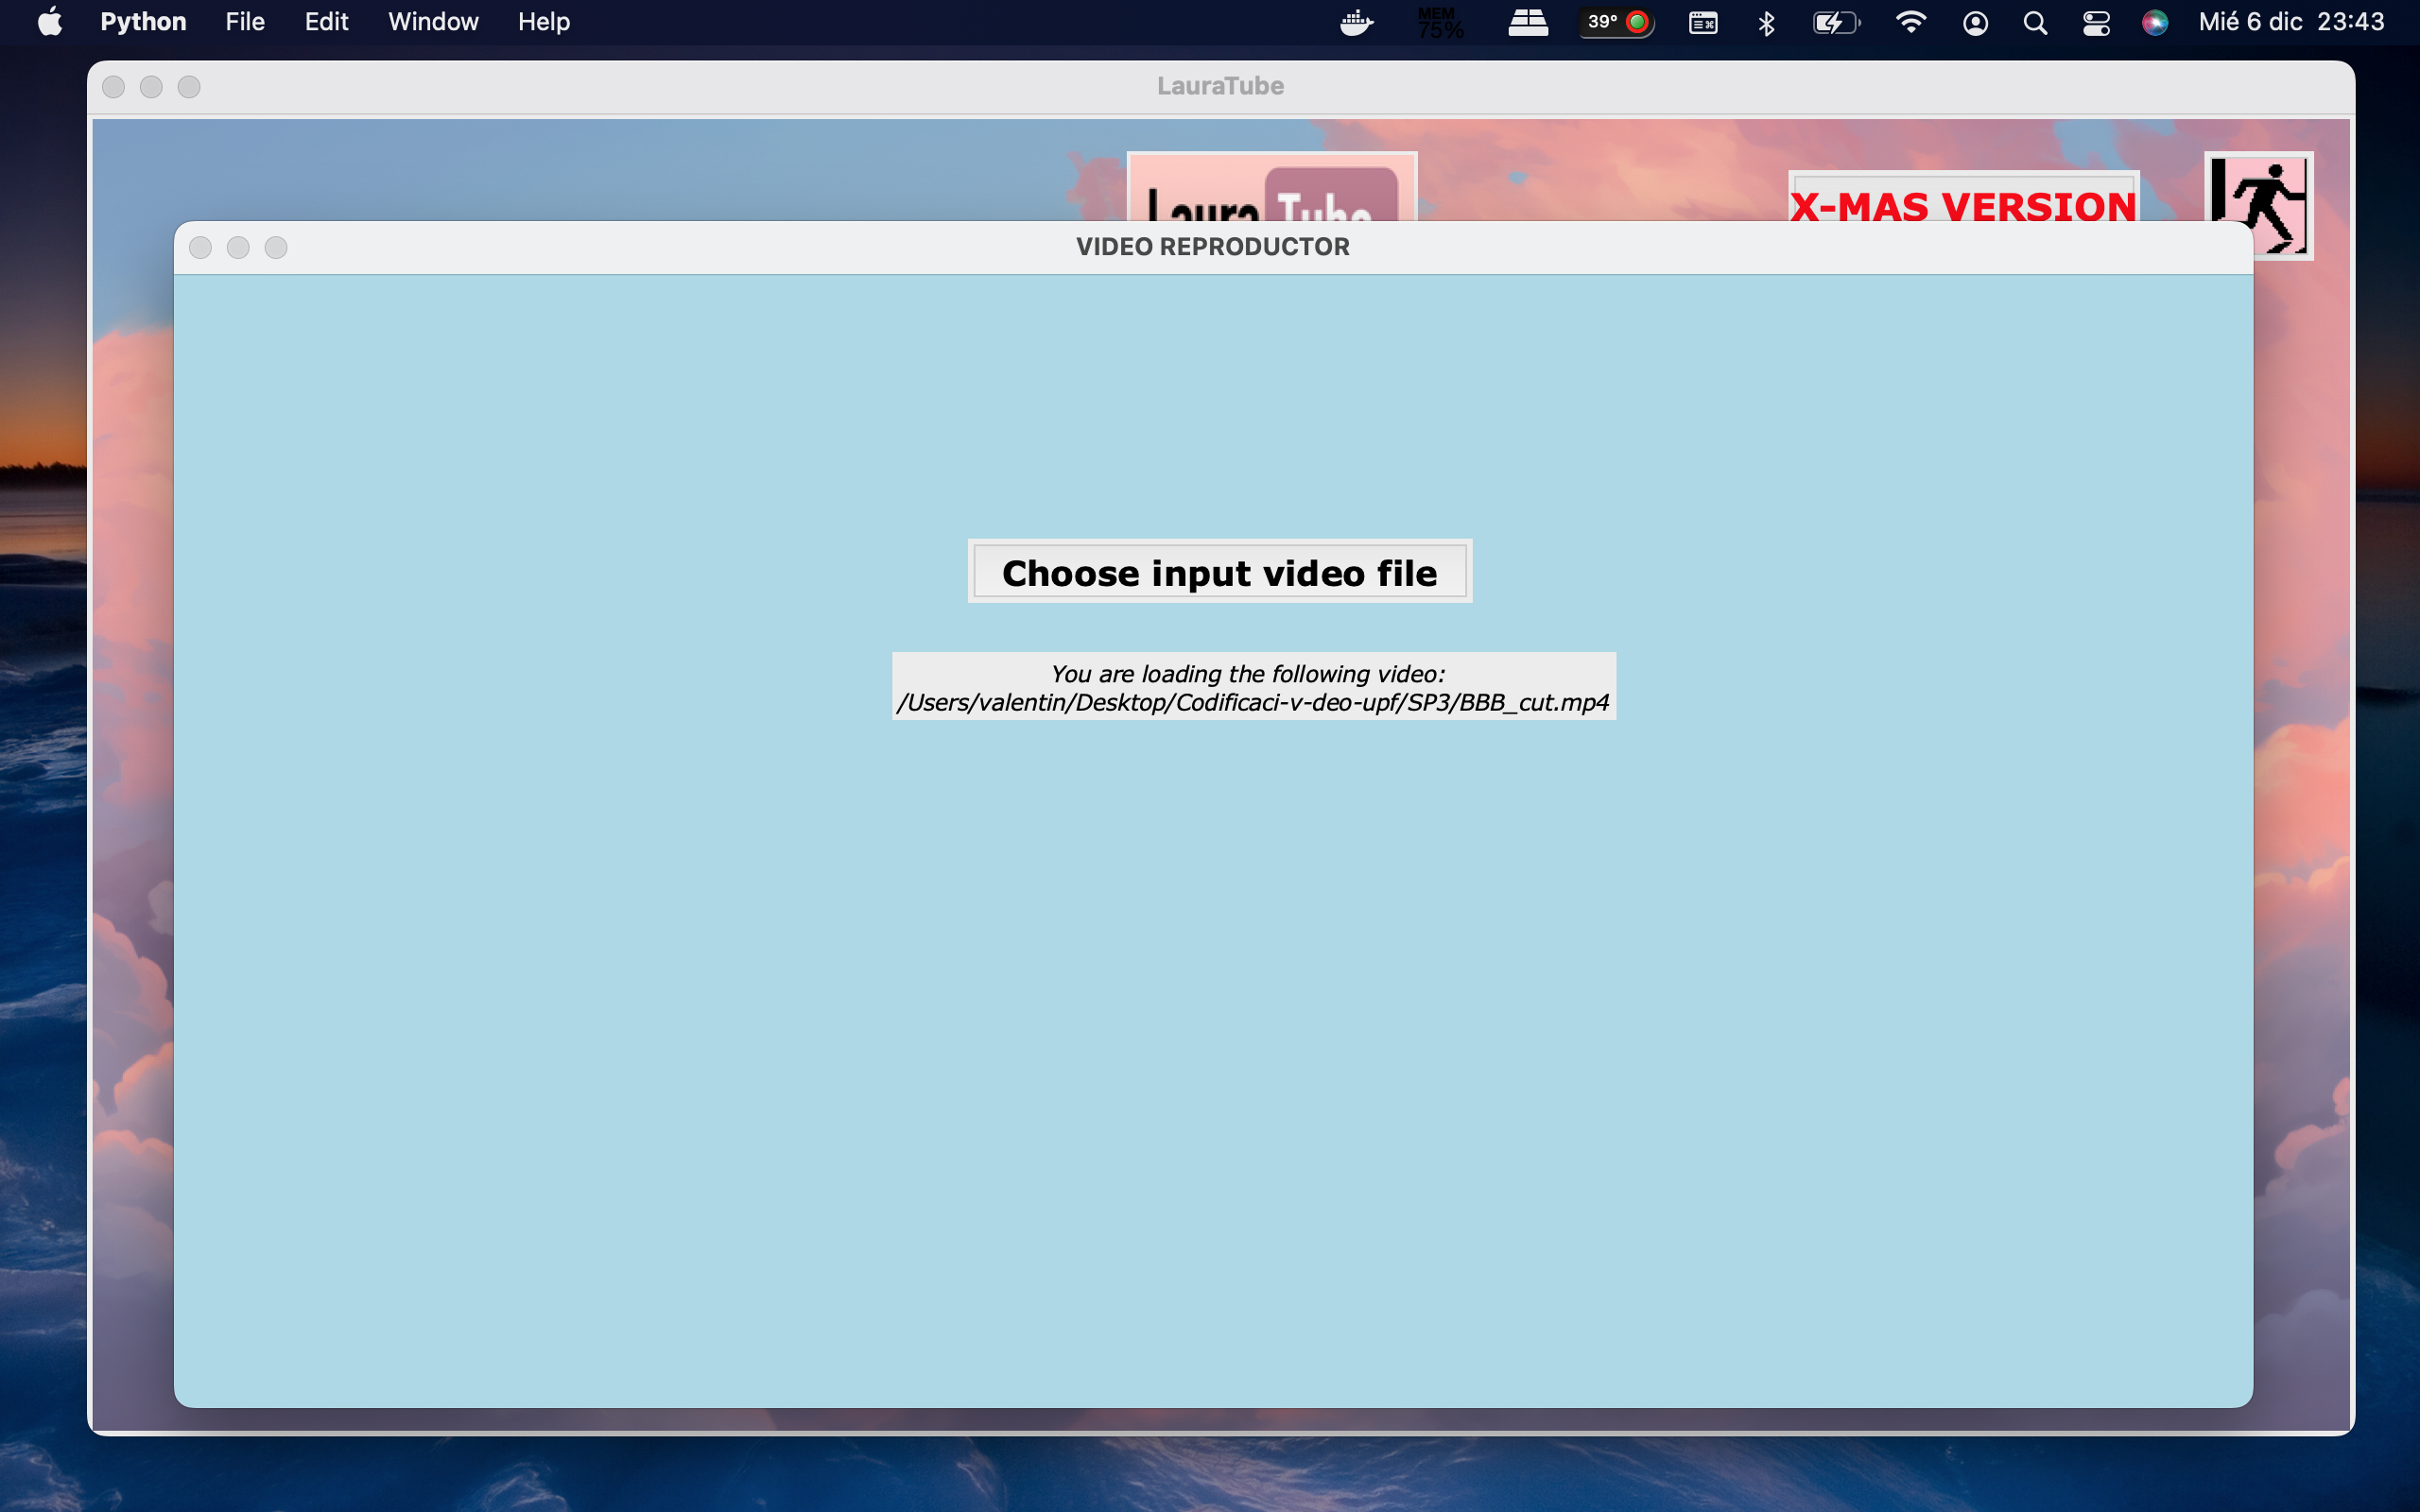 Python File Edit Window Help MEM 75% 39° Mié 6 dic 23:43
LauraTube
Laura Tube
X-MAS VERSION
VIDEO REPRODUCTOR
Choose input video file
You are loading the following video:
/Users/valentin/Desktop/Codificaci-v-deo-upf/SP3/BBB_cut.mp4